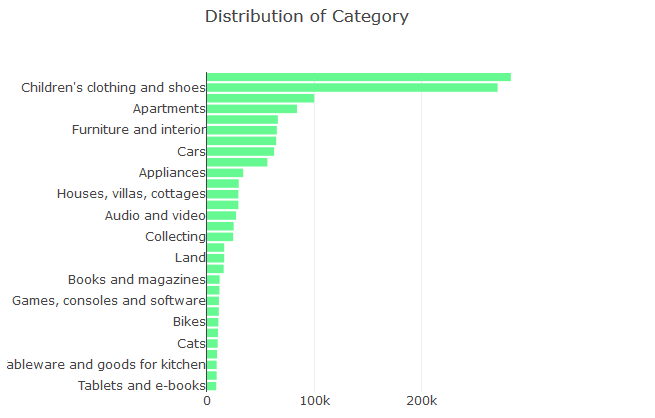 Distribution of Category
Children's clothing and shoes
Apartments
Furniture and interior
Cars
Appliances
Houses, villas, cottages
Audio and video
Collecting
Land
Books and magazines
Games, consoles and software
Bikes
Cats
ableware and goods for kitchen
Tablets and e-books
0 100k 200k